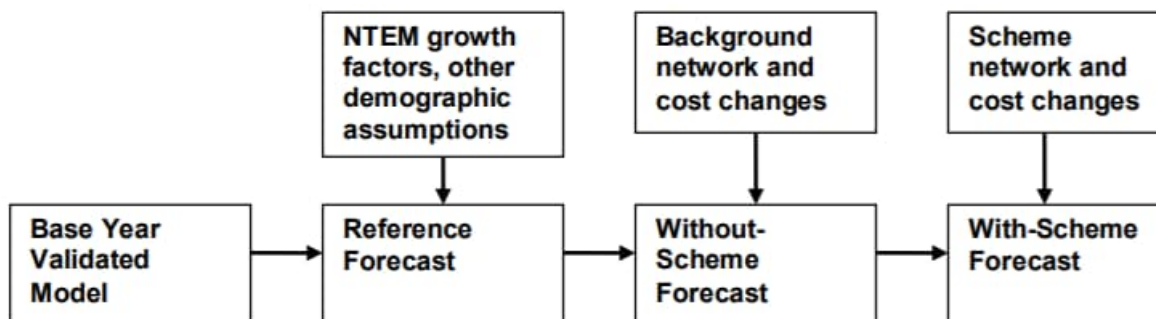 NTEM growth
factors, other
demographic
assumptions
Background
network and
cost changes
Scheme
network and
cost changes
Base Year
Validated
Model
Reference
Forecast
Without-
Scheme
Forecast
With-Scheme
Forecast